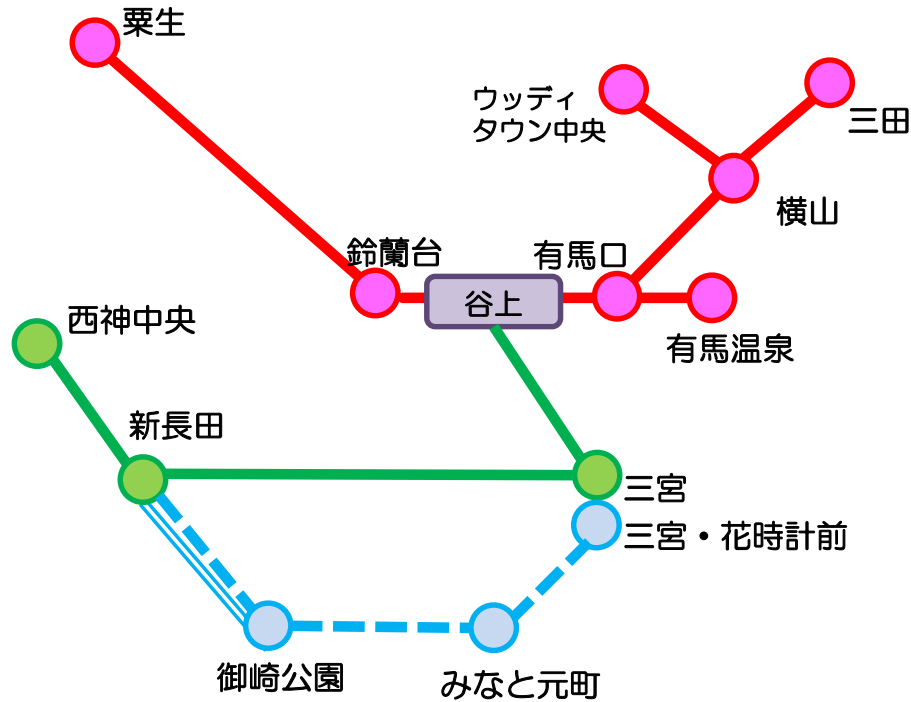 粟生
ウッディ
タウン中央
三田
横山
鈴蘭台
有馬口
谷上
有馬温泉
西神中央
新長田
三宮
三宮・花時計前
御崎公園
みなと元町